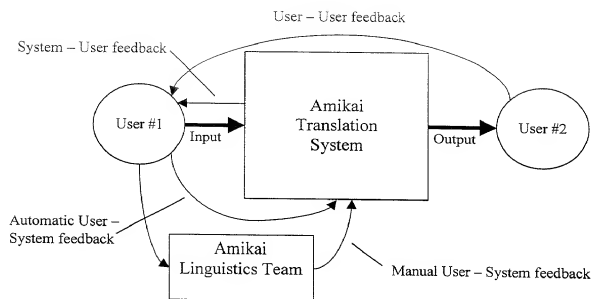 User – User feedback
System – User feedback
Amikai
Translation
System
User #1
Input
Output
User #2
Automatic User –
System feedback
Amikai
Linguistics Team
Manual User – System feedback